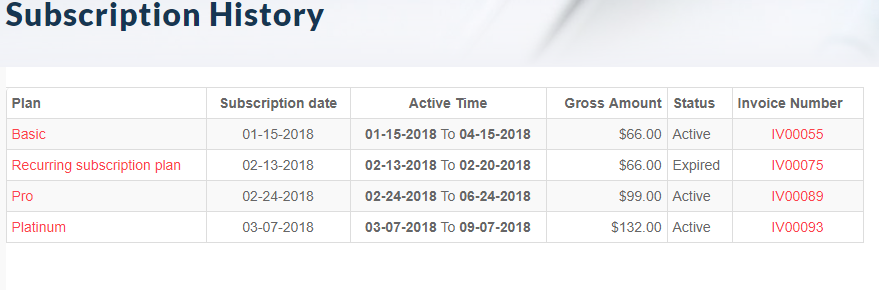 Subscription History
Plan Subscription date Active Time Gross Amount Status Invoice Number
Basic 01-15-2018 01-15-2018 To 04-15-2018 $66.00 Active IV00055
Recurring subscription plan 02-13-2018 02-13-2018 To 02-20-2018 $66.00 Expired IV00075
Pro 02-24-2018 02-24-2018 To 06-24-2018 $99.00 Active IV00089
Platinum 03-07-2018 03-07-2018 To 09-07-2018 $132.00 Active IV00093